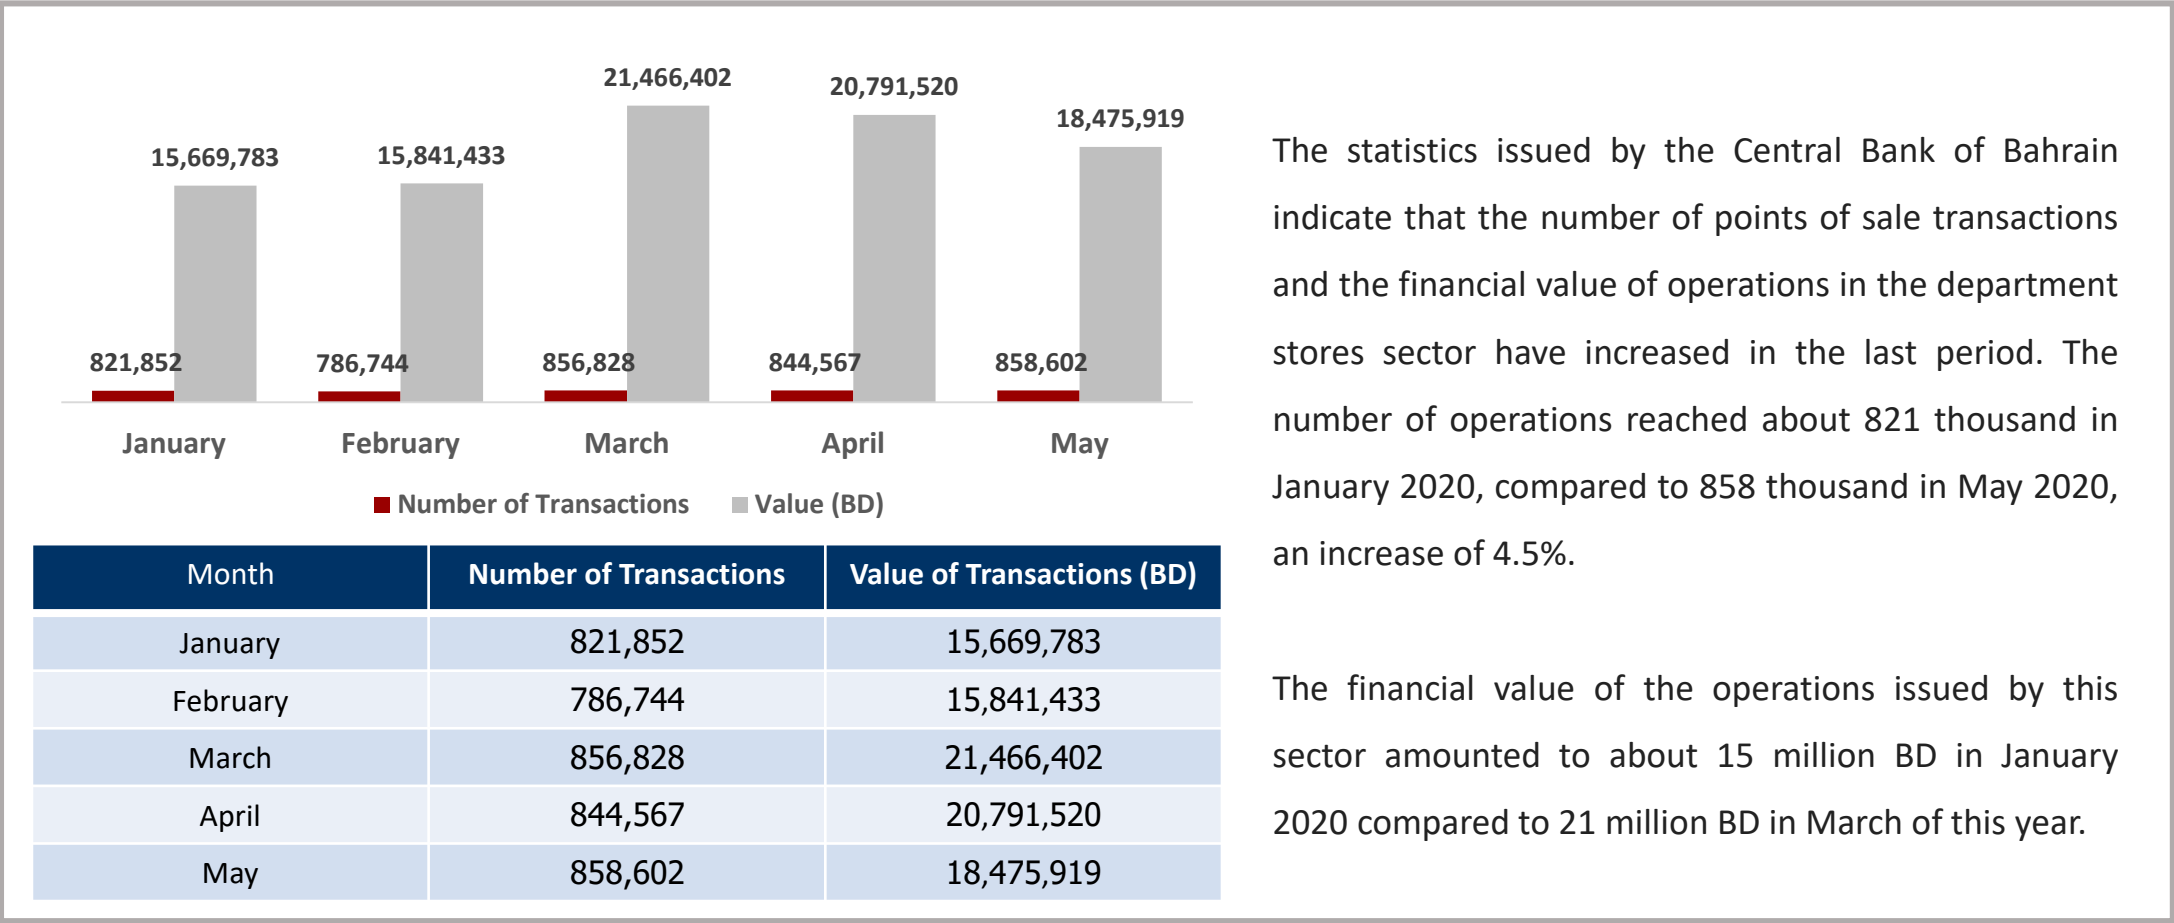 21,466,402
20,791,520
18,475,919
15,669,783
15,841,433
821,852
786,744
856,828
844,567
858,602
January
February
March
April
May
Number of Transactions
Value (BD)
Month Number of Transactions Value of Transactions (BD)
January 821,852 15,669,783
February 786,744 15,841,433
March 856,828 21,466,402
April 844,567 20,791,520
May 858,602 18,475,919
The statistics issued by the Central Bank of Bahrain
indicate that the number of points of sale transactions
and the financial value of operations in the department
stores sector have increased in the last period. The
number of operations reached about 821 thousand in
January 2020, compared to 858 thousand in May 2020,
an increase of 4.5%.
The financial value of the operations issued by this
sector amounted to about 15 million BD in January
2020 compared to 21 million BD in March of this year.